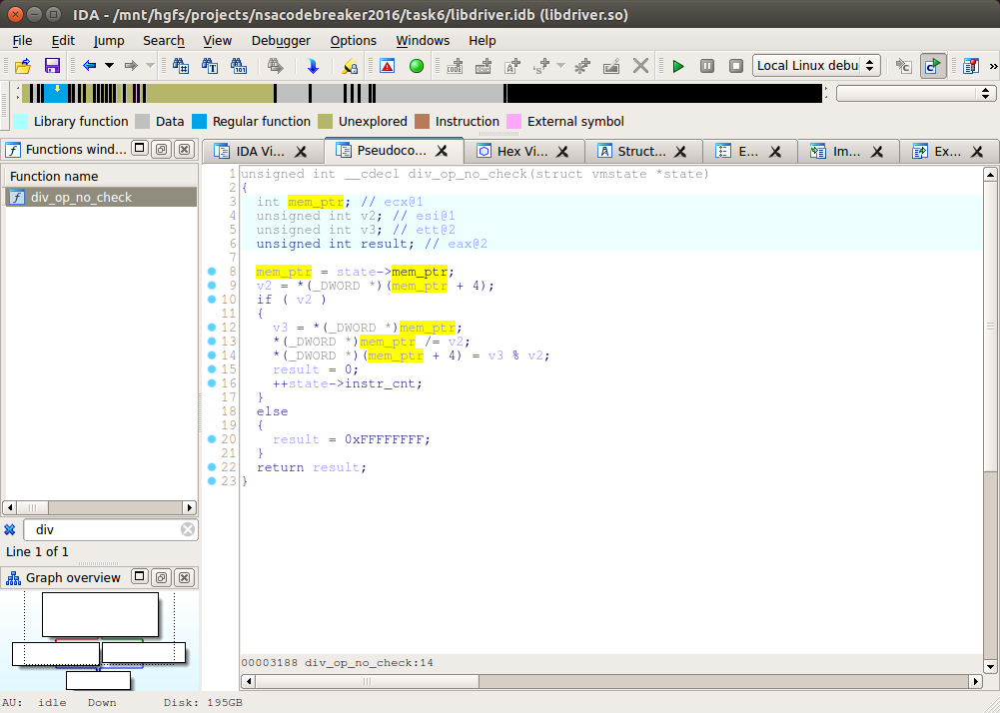 IDA - /mnt/hgfs/projects/nsacodebreaker2016/task6/libdriver.idb (libdriver.so)
File Edit Jump Search View Debugger Options Windows Help
Local Linux debu
Library function Data Regular function Unexplored Instruction External symbol
Functions wind...
IDA Vi... Pseudoco... Hex Vi... Struct... E... Im... Ex...
Function name
f div_op_no_check
1 unsigned int __cdecl div_op_no_check(struct vmstate *state)
2 {
3 int mem_ptr; // ecx@1
4 unsigned int v2; // esi@1
5 unsigned int v3; // ett@2
6 unsigned int result; // eax@2
7
8 mem_ptr = state->mem_ptr;
9 v2 = *(_DWORD *)(mem_ptr + 4);
10 if ( v2 )
11 {
12 v3 = *(_DWORD *)mem_ptr;
13 *(_DWORD *)mem_ptr /= v2;
14 *(_DWORD *)(mem_ptr + 4) = v3 % v2;
15 result = 0;
16 ++state->instr_cnt;
17 }
18 else
19 {
20 result = 0xFFFFFFFF;
21 }
22 return result;
23 }
div
Line 1 of 1
Graph overview
00003188 div_op_no_check:14
AU: idle Down Disk: 195GB